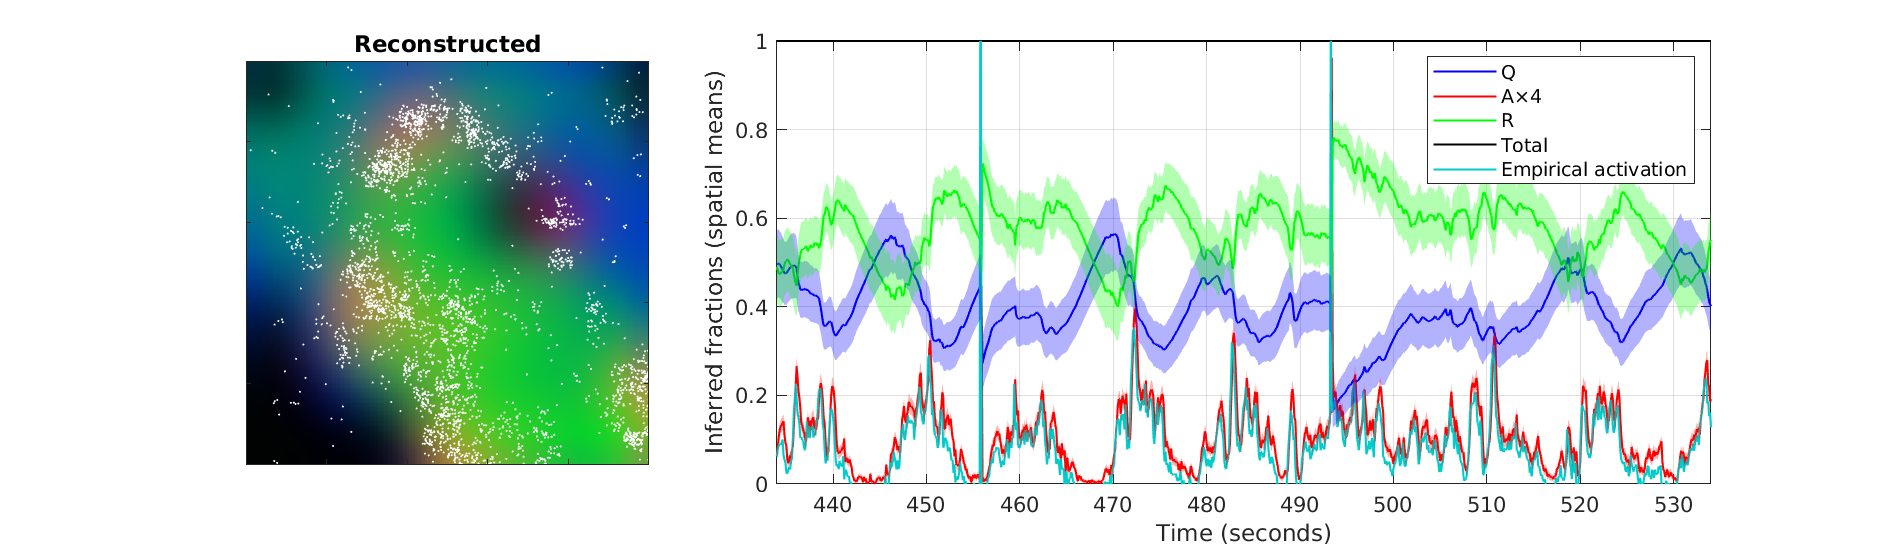 Reconstructed
Inferred fractions (spatial means)
1
0.8
0.6
0.4
0.2
0
440
450
460
470
480
490
500
510
520
530
Time (seconds)
Q
A×4
R
Total
Empirical activation